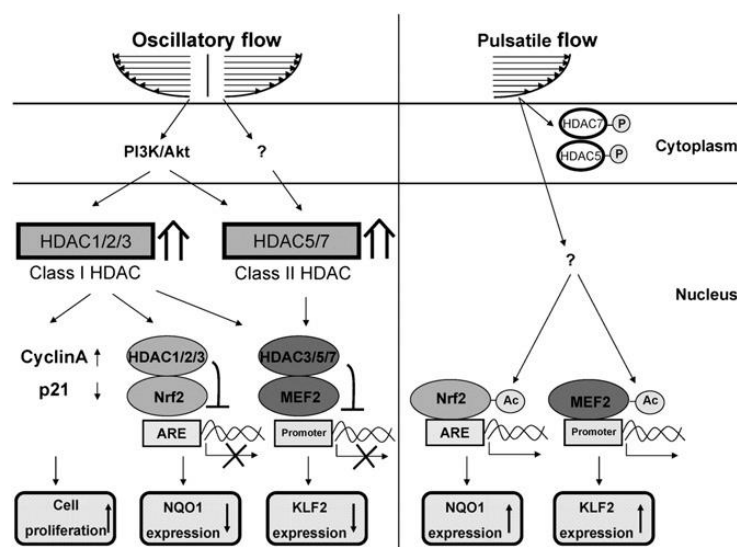 Oscillatory flow
Pulsatile flow
PI3K/Akt
?
HDAC7
P
HDAC5
P
Cytoplasm
HDAC1/2/3
HDAC5/7
Class I HDAC
Class II HDAC
?
Nucleus
CyclinA
p21
HDAC1/2/3
Nrf2
HDAC3/5/7
MEF2
Nrf2
Ac
MEF2
Ac
ARE
Promoter
ARE
Promoter
Cell
proliferation
NQO1
expression
KLF2
expression
NQO1
expression
KLF2
expression